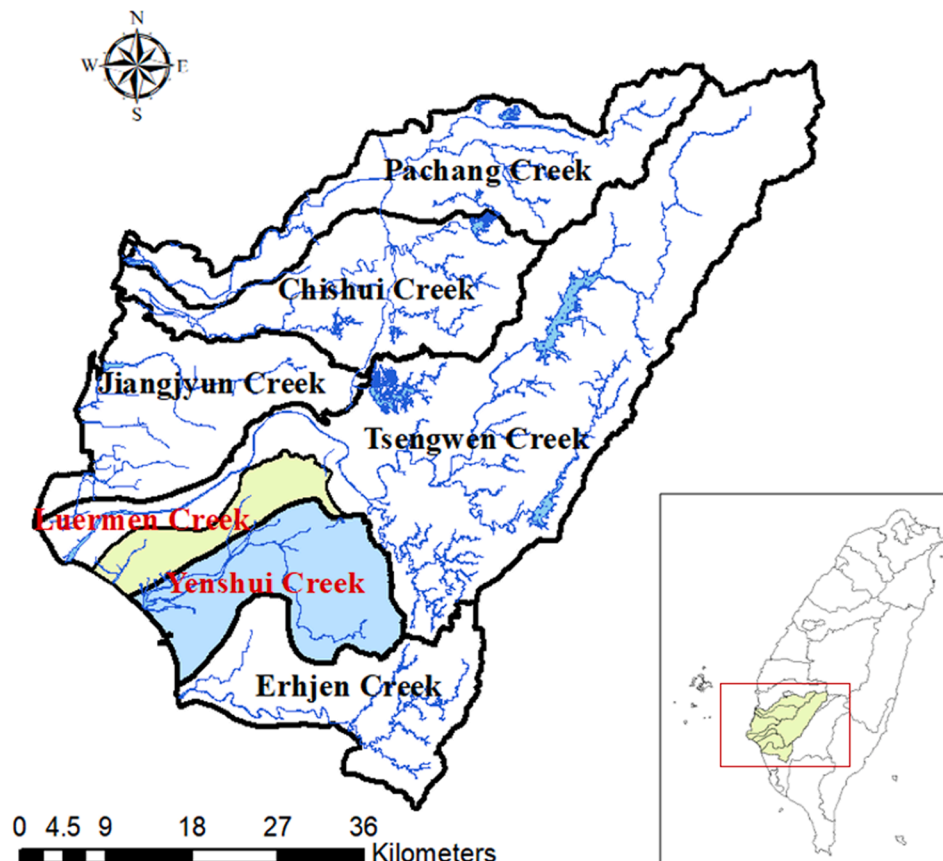 N
W E
S
Pachang Creek
Chishui Creek
Jiangjyun Creek
Tsengwen Creek
Luermen Creek
Yenshui Creek
Erhjen Creek
0 4.5 9 18 27 36
Kilometers